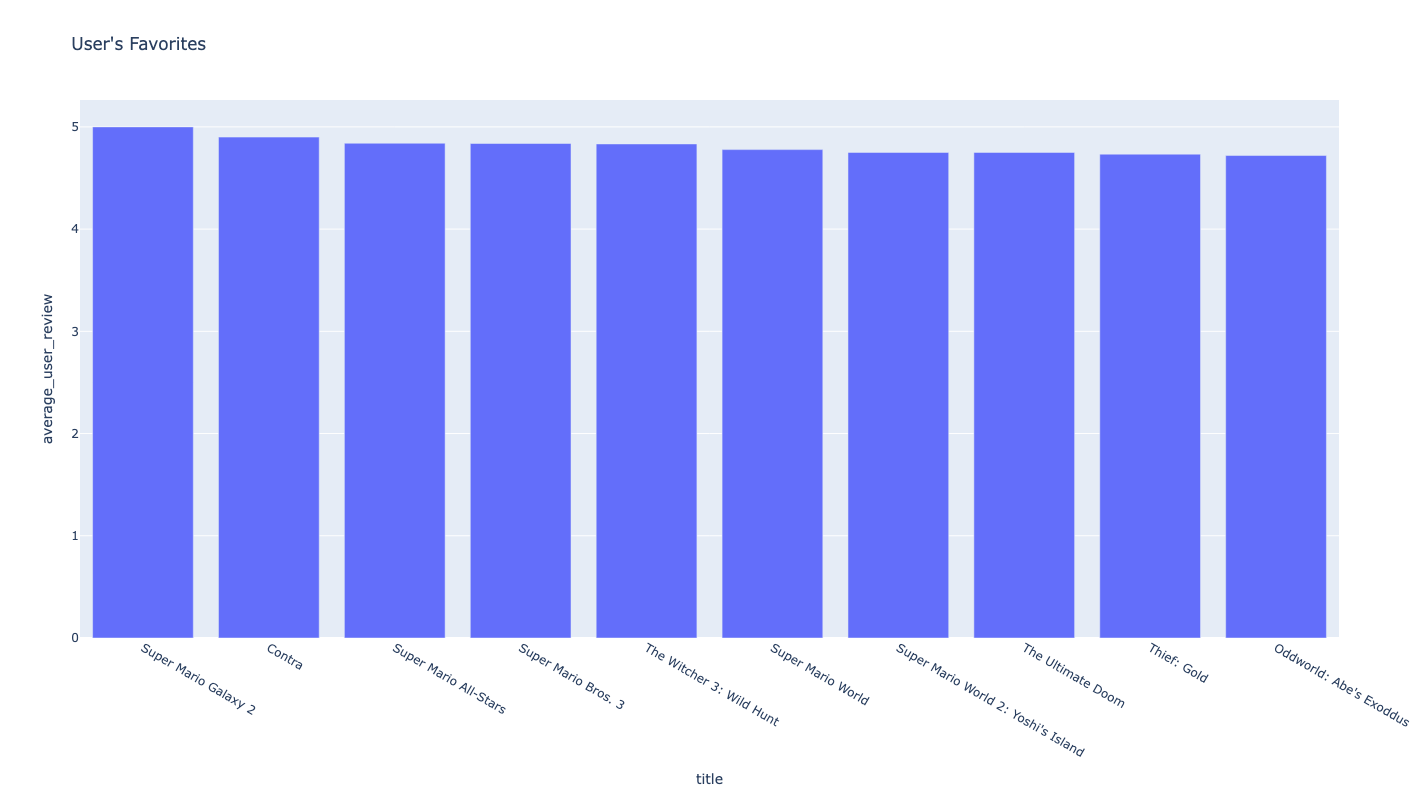 User's Favorites
average_user_review
5
4
3
2
1
0
Super Mario Galaxy 2
Contra
Super Mario All-Stars
Super Mario Bros. 3
The Witcher 3: Wild Hunt
Super Mario World
Super Mario World 2: Yoshi's Island
The Ultimate Doom
Thief: Gold
Oddworld: Abe's Exoddus
title